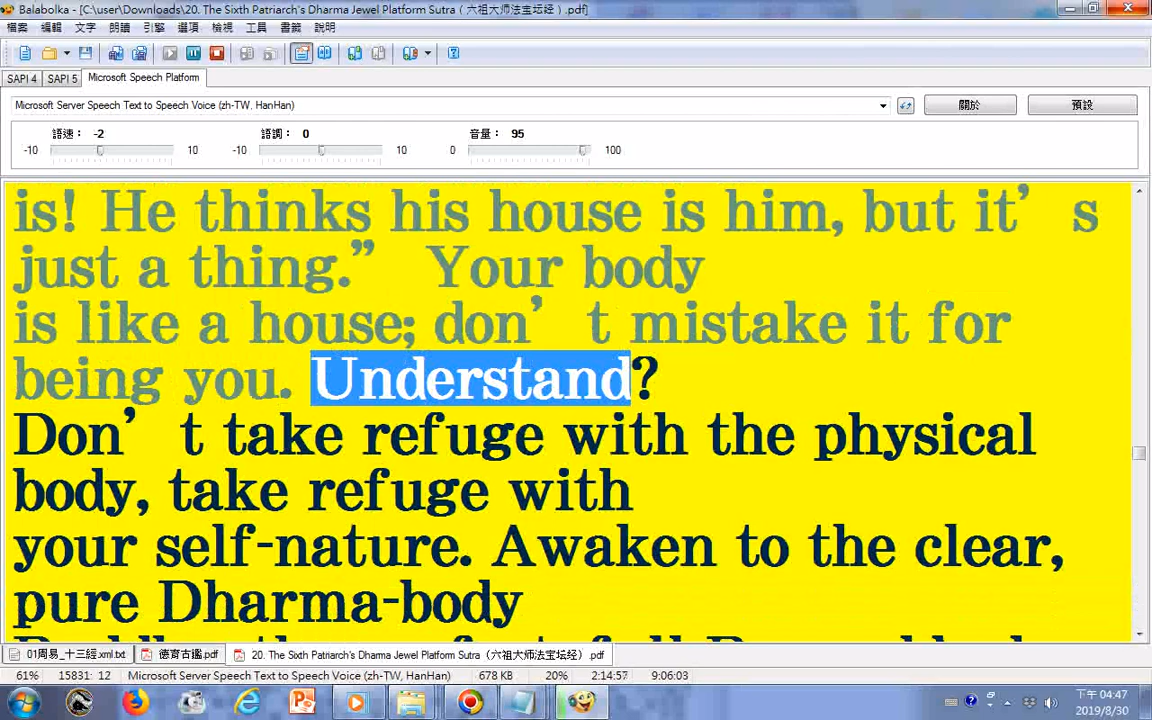 Balabolka - [C:\user\Downloads\20. The Sixth Patriarch's Dharma Jewel Platform Sutra（六祖大师法宝坛经）.pdf]
檔案 編輯 文字 朗讀 引擎 選項 檢視 工具 書籤 說明
SAPI 4 SAPI 5 Microsoft Speech Platform
Microsoft Server Speech Text to Speech Voice (zh-TW, HanHan) 關於 預設
語速： -2 語調： 0 音量： 95
-10 10 -10 10 0 100
is! He thinks his house is him, but it’s
just a thing.” Your body
is like a house; don’t mistake it for
being you. Understand?
Don’t take refuge with the physical
body, take refuge with
your self-nature. Awaken to the clear,
pure Dharma-body
01周易_十三經.xml.txt 德育古鑑.pdf 20. The Sixth Patriarch's Dharma Jewel Platform Sutra（六祖大师法宝坛经）.pdf
61% 15831: 12 Microsoft Server Speech Text to Speech Voice (zh-TW, HanHan) 678 KB 20% 2:14:57 9:06:03
下午 04:47
2019/8/30